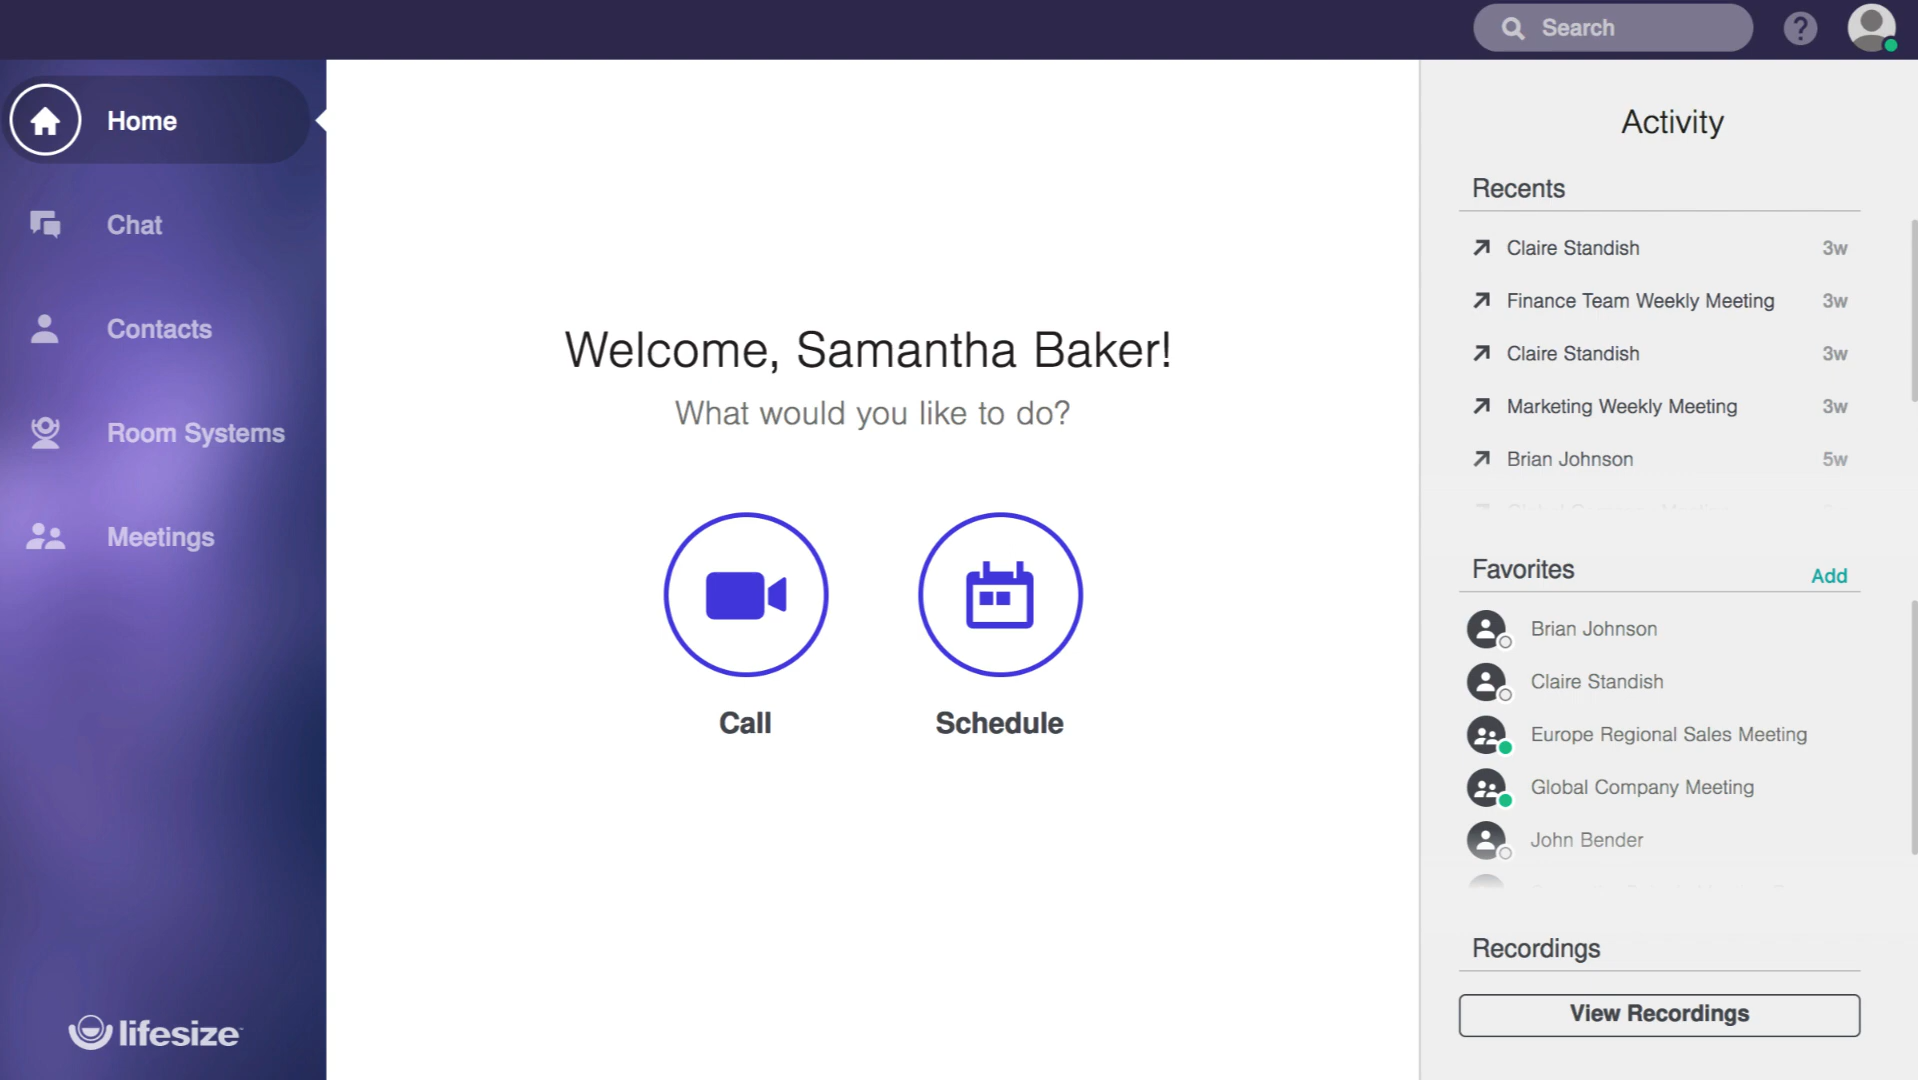 Search
?
Home
Chat
Contacts
Room Systems
Meetings
lifesize
Welcome, Samantha Baker!
What would you like to do?
Call
Schedule
Activity
Recents
Claire Standish 3w
Finance Team Weekly Meeting 3w
Claire Standish 3w
Marketing Weekly Meeting 3w
Brian Johnson 5w
Favorites Add
Brian Johnson
Claire Standish
Europe Regional Sales Meeting
Global Company Meeting
John Bender
Recordings
View Recordings